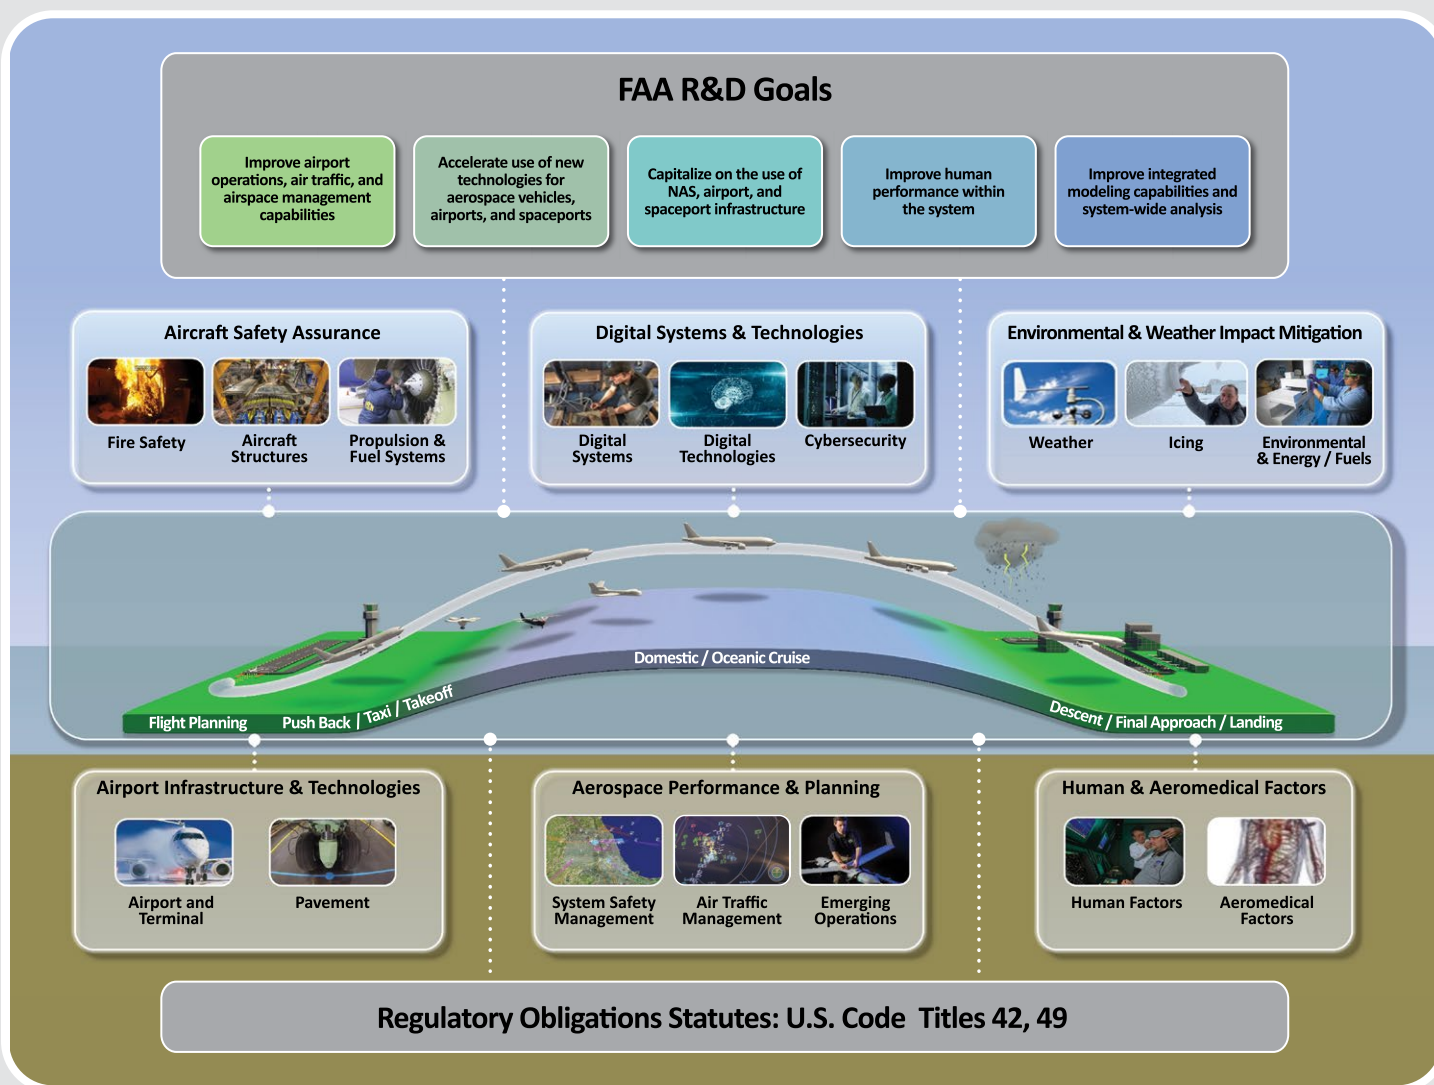 FAA R&D Goals
Improve airport
operations, air traffic, and
airspace management
capabilities
Accelerate use of new
technologies for
aerospace vehicles,
airports, and spaceports
Capitalize on the use of
NAS, airport, and
spaceport infrastructure
Improve human
performance within
the system
Improve integrated
modeling capabilities and
system-wide analysis
Aircraft Safety Assurance
Fire Safety
Aircraft
Structures
Propulsion &
Fuel Systems
Digital Systems & Technologies
Digital
Systems
Digital
Technologies
Cybersecurity
Environmental & Weather Impact Mitigation
Weather
Icing
Environmental
& Energy / Fuels
Domestic / Oceanic Cruise
Flight Planning
Push Back / Taxi / Takeoff
Descent / Final Approach / Landing
Airport Infrastructure & Technologies
Airport and
Terminal
Pavement
Aerospace Performance & Planning
System Safety
Management
Air Traffic
Management
Emerging
Operations
Human & Aeromedical Factors
Human Factors
Aeromedical
Factors
Regulatory Obligations Statutes: U.S. Code  Titles 42, 49